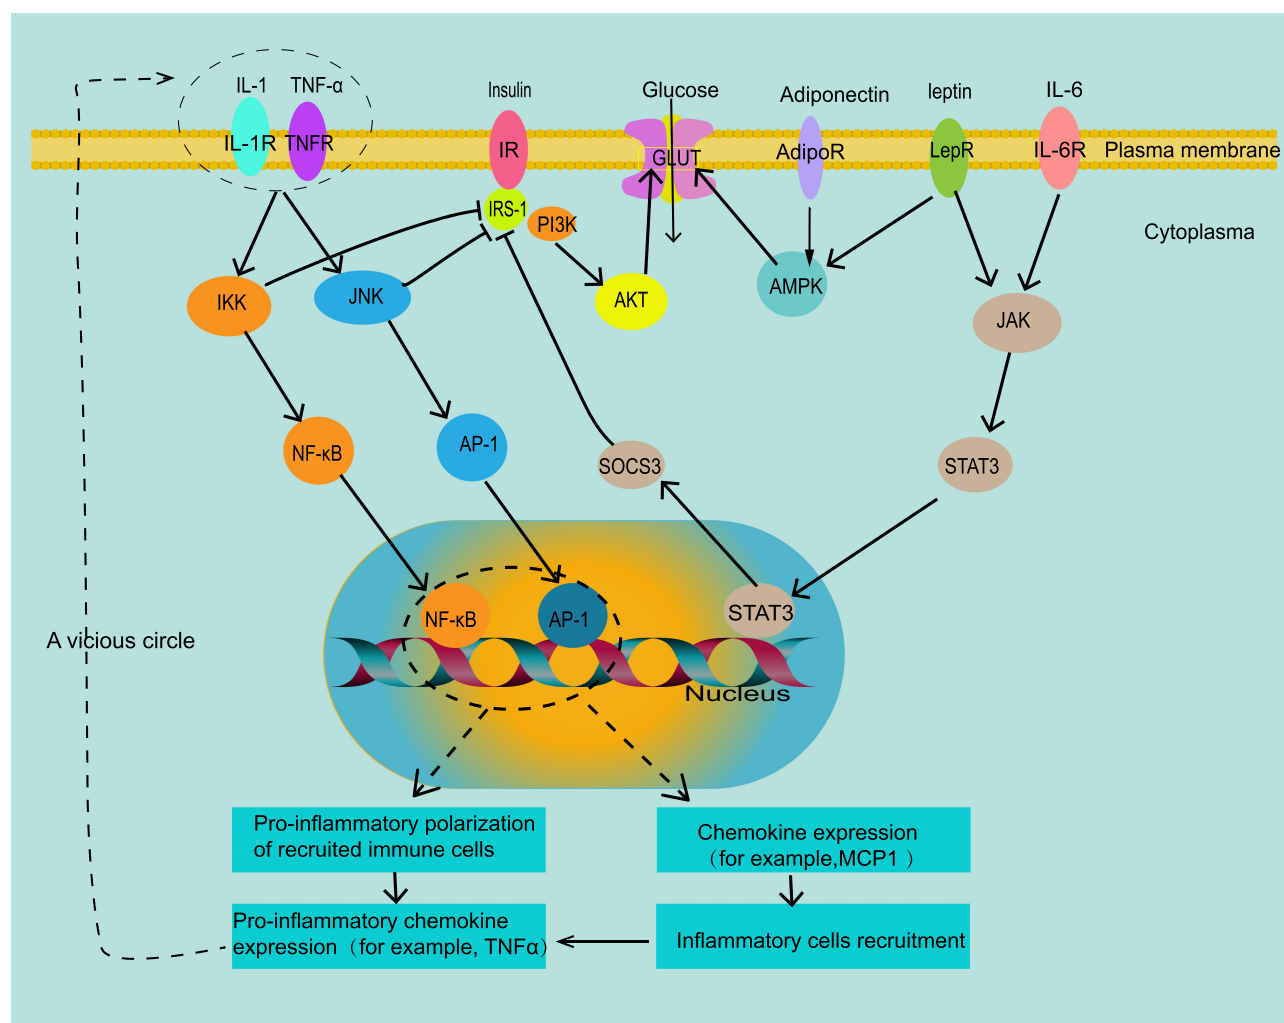 IL-1
TNF-α
Insulin
Glucose
Adiponectin
leptin
IL-6
IL-1R
TNFR
IR
GLUT
AdipoR
LepR
IL-6R
Plasma membrane
IRS-1
PI3K
Cytoplasma
IKK
JNK
AKT
AMPK
JAK
NF-κB
AP-1
SOCS3
STAT3
NF-κB
AP-1
STAT3
A vicious circle
Nucleus
Pro-inflammatory polarization
of recruited immune cells
Chemokine expression
（for example,MCP1 ）
Pro-inflammatory chemokine
expression（for example, TNFα）
Inflammatory cells recruitment